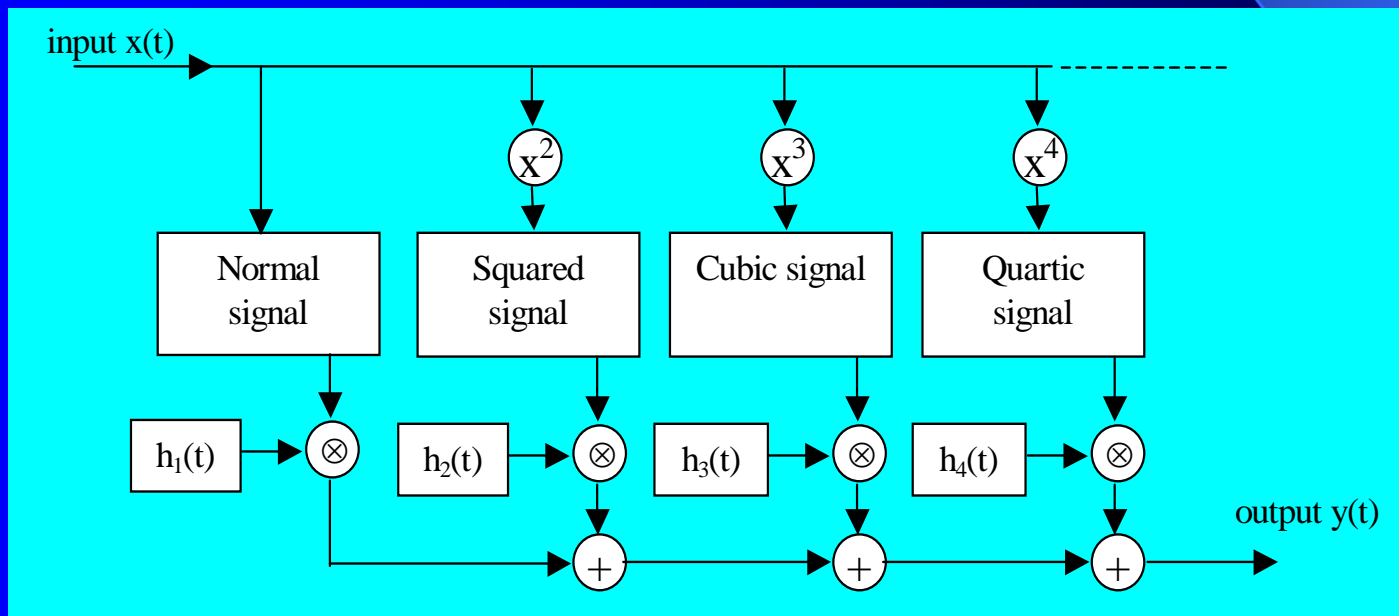 input x(t)
x²
x³
x⁴
Normal
signal
Squared
signal
Cubic signal
Quartic
signal
h₁(t)
⊗
h₂(t)
⊗
h₃(t)
⊗
h₄(t)
⊗
output y(t)
+
+
+